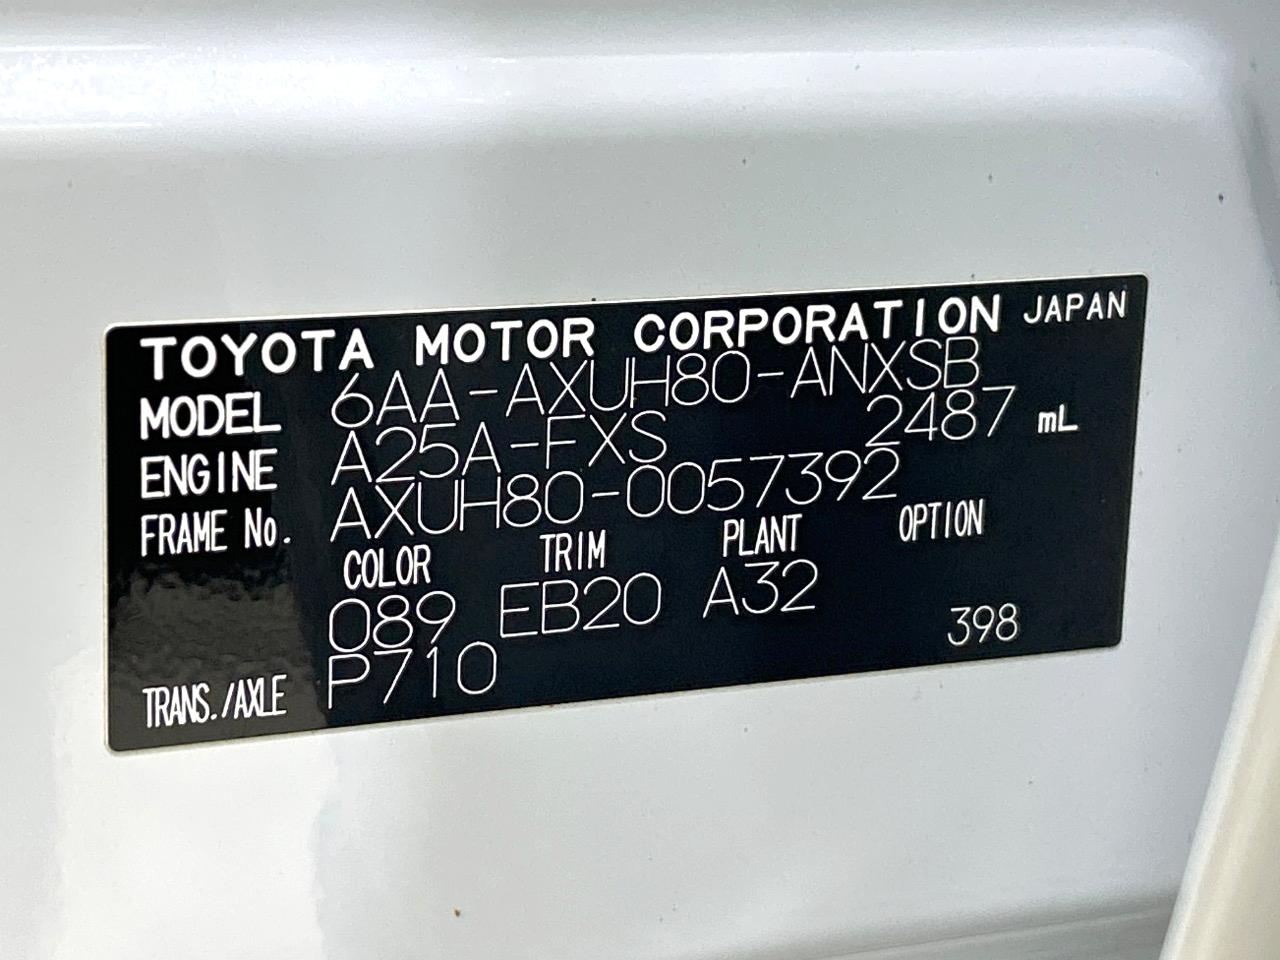 TOYOTA MOTOR CORPORATION JAPAN
MODEL 6AA-AXUH80-ANXSB
ENGINE A25A-FXS 2487 mL
FRAME No. AXUH80-0057392
COLOR TRIM PLANT OPTION
089 EB20 A32 398
TRANS./AXLE P710